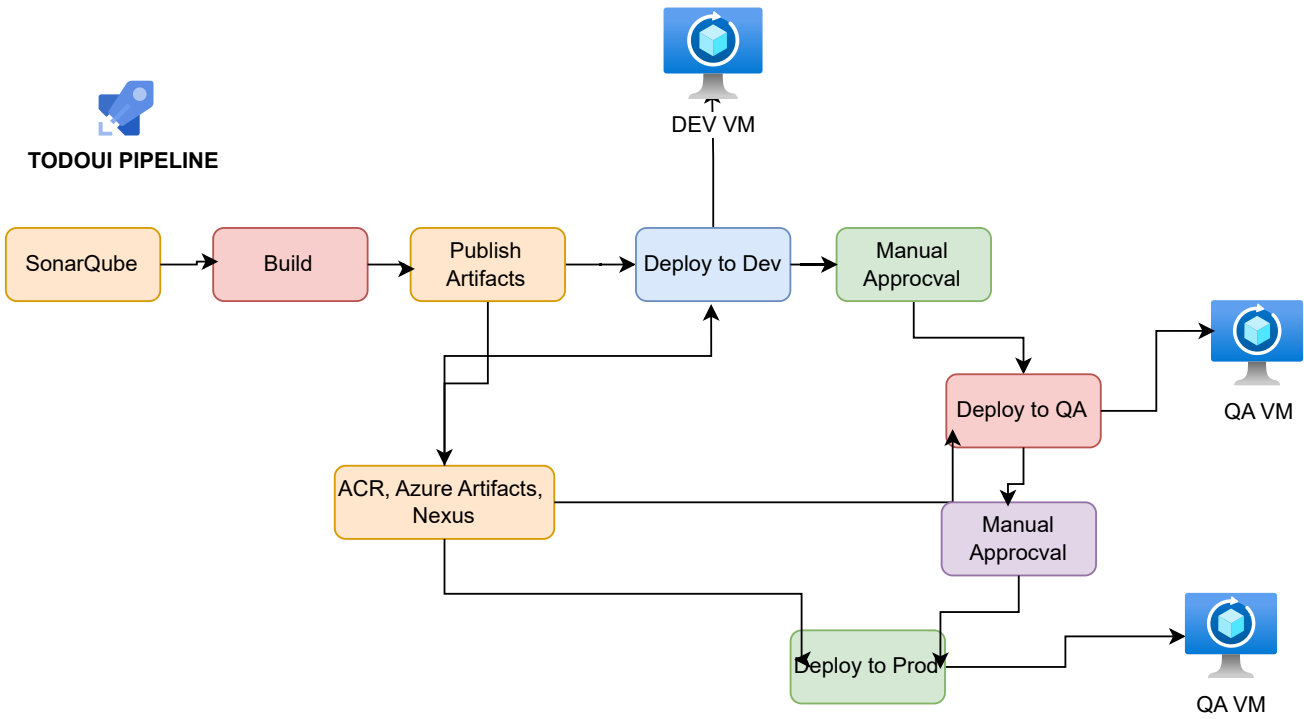 DEV VM
TODOUI PIPELINE
SonarQube
Build
Publish
Artifacts
Deploy to Dev
Manual
Approcval
Deploy to QA
QA VM
ACR, Azure Artifacts,
Nexus
Manual
Approcval
Deploy to Prod
QA VM